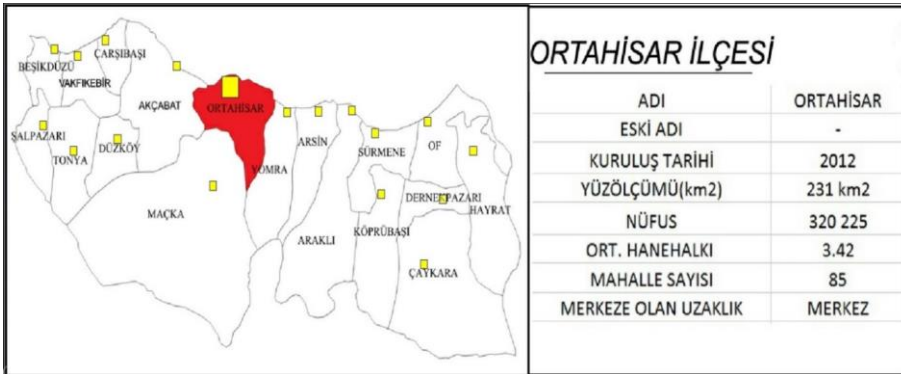 ÇARŞIBAŞI
BEŞİKDÜZÜ
VAKFIKEBİR
AKÇABAT
ORTAHİSAR
ŞALPAZARI
TONYA
DÜZKÖY
YOMRA
ARSİN
SÜRMENE
OF
MAÇKA
ARAKLI
KÖPRÜBAŞI
DERNEKPAZARI
HAYRAT
ÇAYKARA
ORTAHİSAR İLÇESİ
ADI ORTAHİSAR
ESKİ ADI -
KURULUŞ TARİHİ 2012
YÜZÖLÇÜMÜ(km2) 231 km2
NÜFUS 320 225
ORT. HANEHALKI 3.42
MAHALLE SAYISI 85
MERKEZE OLAN UZAKLIK MERKEZ